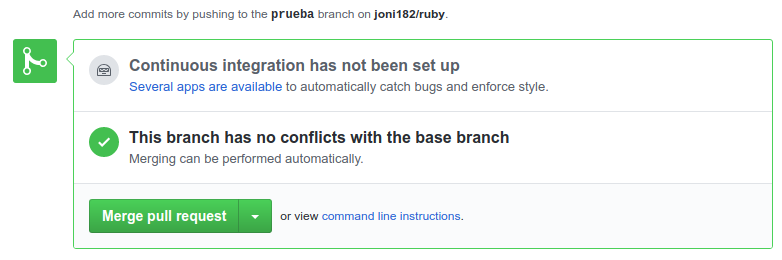 Add more commits by pushing to the prueba branch on joni182/ruby.
Continuous integration has not been set up
Several apps are available to automatically catch bugs and enforce style.
This branch has no conflicts with the base branch
Merging can be performed automatically.
Merge pull request or view command line instructions.